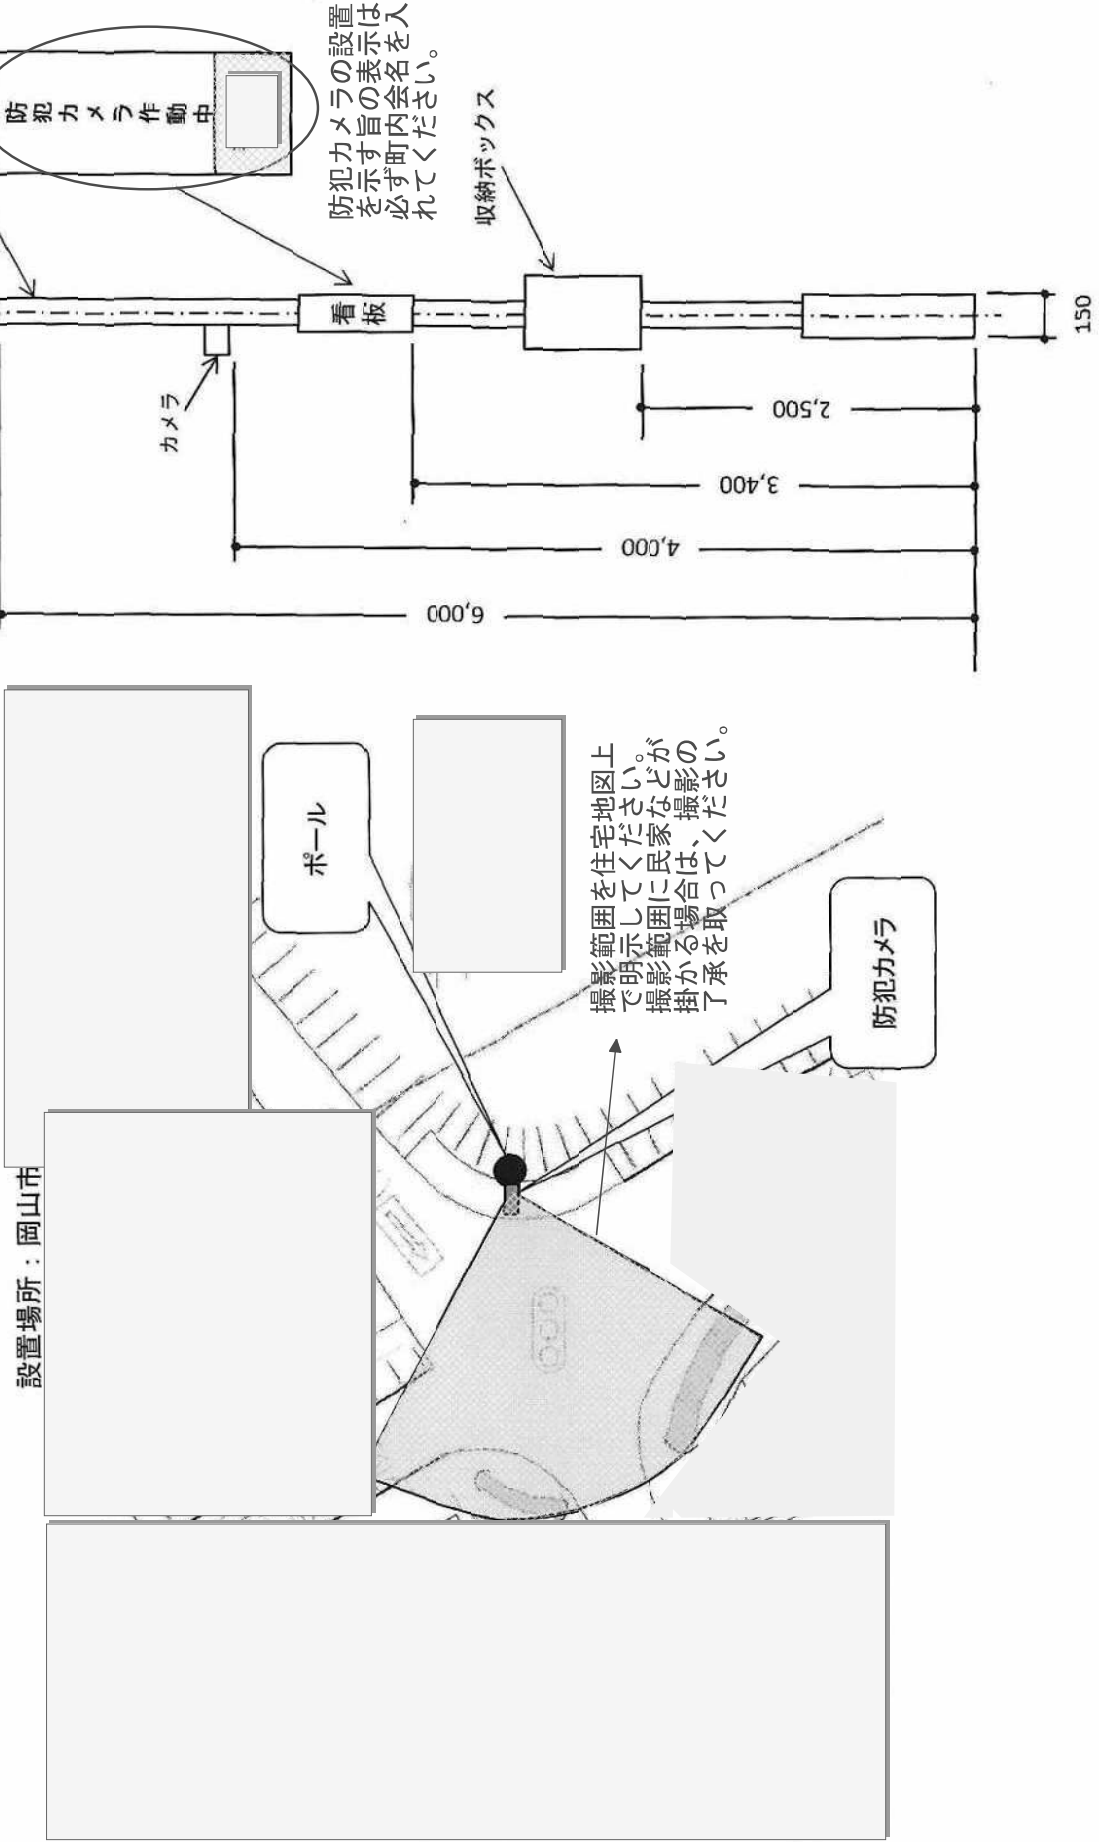 設置場所：岡山市
ポール
防犯カメラ
撮影範囲を住宅地図上
で明示してください。
撮影範囲に民家などが
掛かる場合は、撮影の
了承を取ってください。
防犯カメラ作動中
防犯カメラの設置
を示す旨の表示は
必ず町内会名を入
れてください。
カメラ
看板
収納ボックス
6,000
4,000
3,400
2,500
150